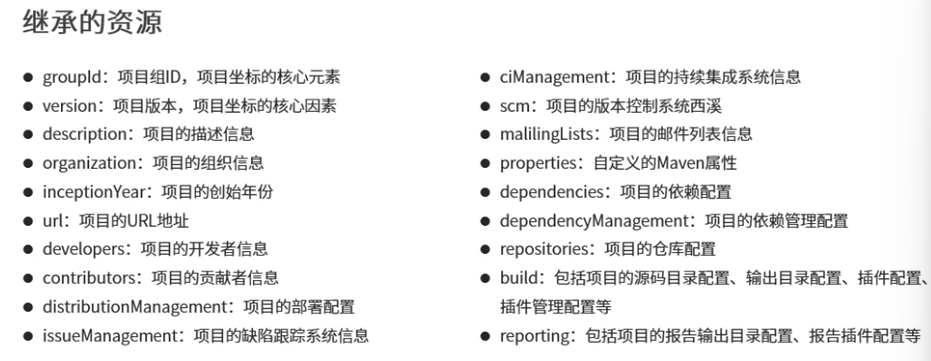 继承的资源
● groupId：项目组ID，项目坐标的核心元素
● version：项目版本，项目坐标的核心因素
● description：项目的描述信息
● organization：项目的组织信息
● inceptionYear：项目的创始年份
● url：项目的URL地址
● developers：项目的开发者信息
● contributors：项目的贡献者信息
● distributionManagement：项目的部署配置
● issueManagement：项目的缺陷跟踪系统信息
● ciManagement：项目的持续集成系统信息
● scm：项目的版本控制系统西溪
● malilingLists：项目的邮件列表信息
● properties：自定义的Maven属性
● dependencies：项目的依赖配置
● dependencyManagement：项目的依赖管理配置
● repositories：项目的仓库配置
● build：包括项目的源码目录配置、输出目录配置、插件配置、
插件管理配置等
● reporting：包括项目的报告输出目录配置、报告插件配置等